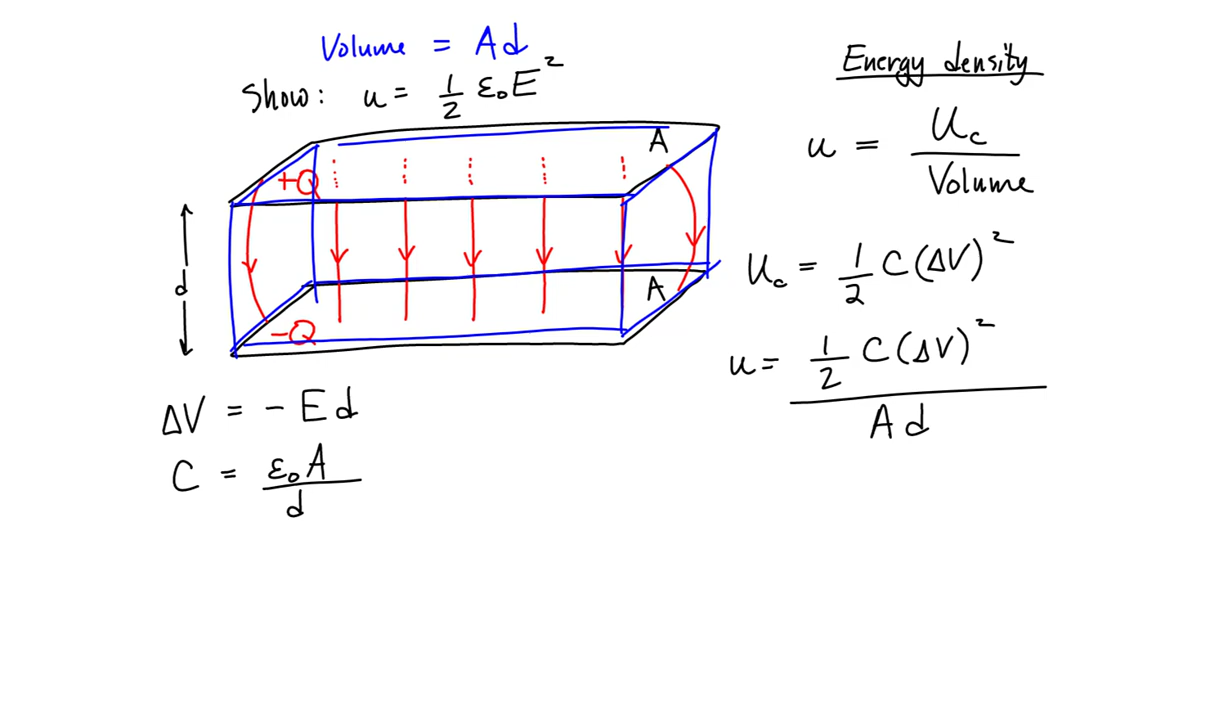 Volume = Ad
Show: u = 1/2 ε₀E²
A
+Q
d
A
-Q
ΔV = - Ed
C = ε₀A/d
Energy density
u = U_c/Volume
U_c = 1/2 C(ΔV)²
u = 1/2 C(ΔV)²/Ad